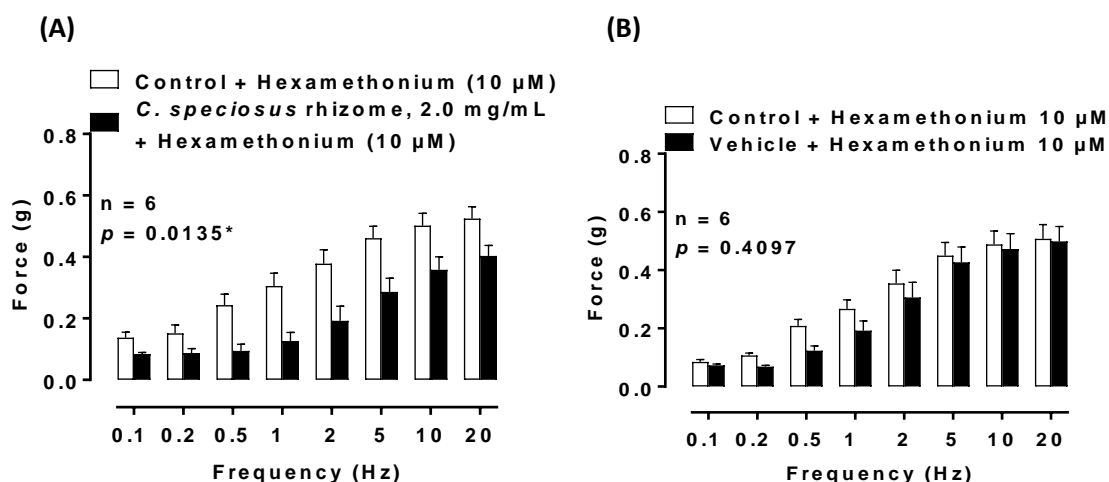 (A)
Control + Hexamethonium (10 µM)
C. speciosus rhizome, 2.0 mg/mL
+ Hexamethonium (10 µM)
0.8
n = 6
p = 0.0135*
0.6
0.4
0.2
0.0
Force (g)
0.1 0.2 0.5 1 2 5 10 20
Frequency (Hz)
(B)
Control + Hexamethonium 10 µM
Vehicle + Hexamethonium 10 µM
0.8
n = 6
p = 0.4097
0.6
0.4
0.2
0.0
Force (g)
0.1 0.2 0.5 1 2 5 10 20
Frequency (Hz)